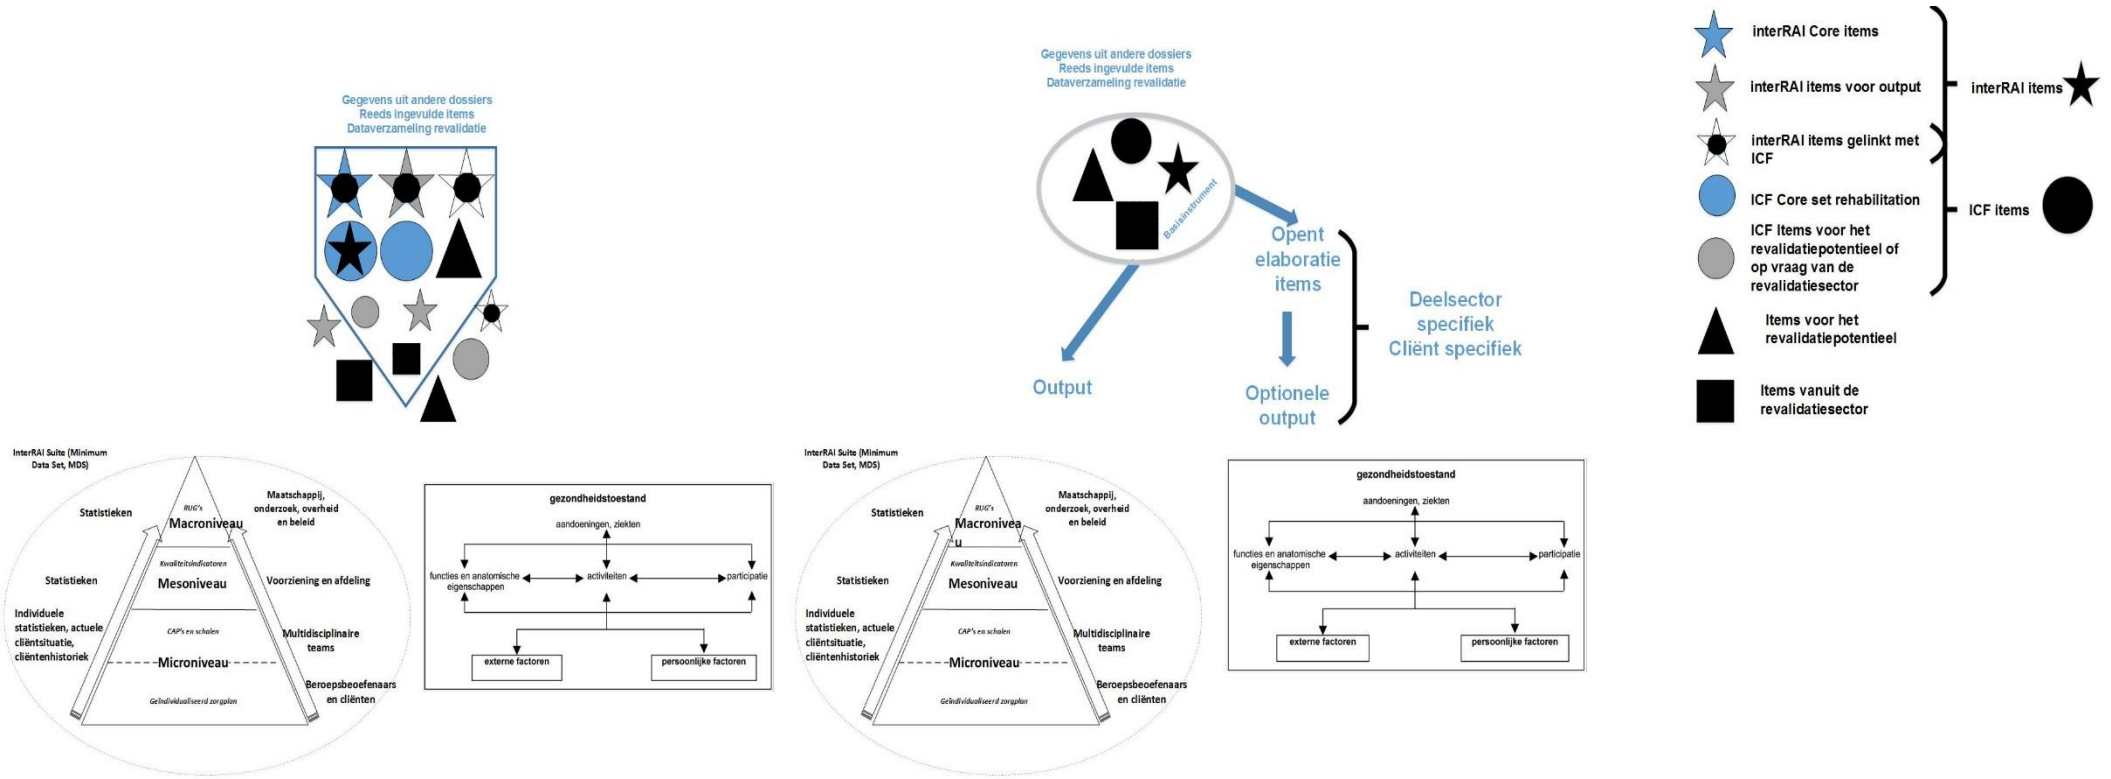 Gegevens uit andere dossiers
Reeds ingevulde items
Dataverzameling revalidatie
Gegevens uit andere dossiers
Reeds ingevulde items
Dataverzameling revalidatie
Basisinstrument
Opent
elaboratie
items
Output
Optionele
output
Deelsector
specifiek
Cliënt specifiek
interRAI Core items
interRAI items voor output
interRAI items gelinkt met
ICF
ICF Core set rehabilitation
ICF Items voor het
revalidatiepotentieel of
op vraag van de
revalidatiesector
Items voor het
revalidatiepotentieel
Items vanuit de
revalidatiesector
interRAI items
ICF items
InterRAI Suite (Minimum
Data Set, MDS)
Statistieken
RUG's
Macroniveau
Maatschappij,
onderzoek, overheid
en beleid
Statistieken
Kwaliteitsindicatoren
Mesoniveau
Voorziening en afdeling
Individuele
statistieken, actuele
cliëntsituatie,
cliëntenhistoriek
CAP's en schalen
Multidisciplinaire
teams
Microniveau
Beroepsbeoefenaars
en cliënten
Geïndividualiseerd zorgplan
gezondheidstoestand
aandoeningen, ziekten
functies en anatomische
eigenschappen
activiteiten
participatie
externe factoren
persoonlijke factoren
InterRAI Suite (Minimum
Data Set, MDS)
Statistieken
RUG's
Macronivea
u
Maatschappij,
onderzoek, overheid
en beleid
Statistieken
Kwaliteitsindicatoren
Mesoniveau
Voorziening en afdeling
Individuele
statistieken, actuele
cliëntsituatie,
cliëntenhistoriek
CAP's en schalen
Multidisciplinaire
teams
Microniveau
Beroepsbeoefenaars
en cliënten
Geïndividualiseerd zorgplan
gezondheidstoestand
aandoeningen, ziekten
functies en anatomische
eigenschappen
activiteiten
participatie
externe factoren
persoonlijke factoren